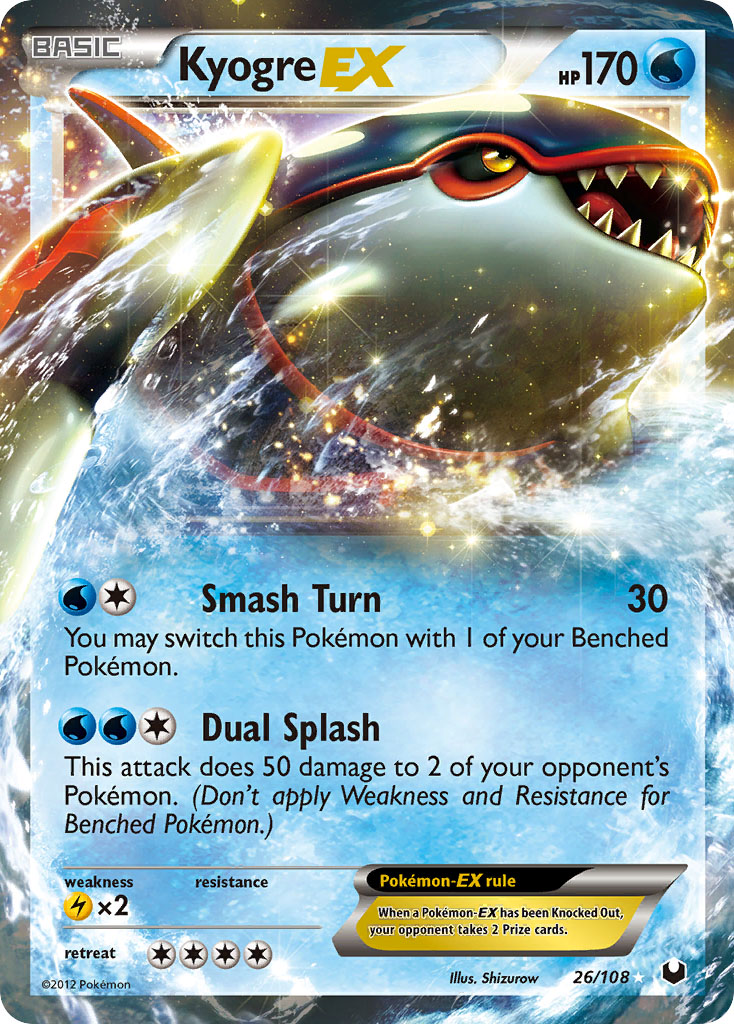 BASIC
Kyogre EX
HP 170
Smash Turn 30
You may switch this Pokémon with 1 of your Benched
Pokémon.
Dual Splash
This attack does 50 damage to 2 of your opponent's
Pokémon. (Don't apply Weakness and Resistance for
Benched Pokémon.)
weakness resistance
×2
retreat
Pokémon-EX rule
When a Pokémon-EX has been Knocked Out,
your opponent takes 2 Prize cards.
©2012 Pokémon
Illus. Shizurow
26/108